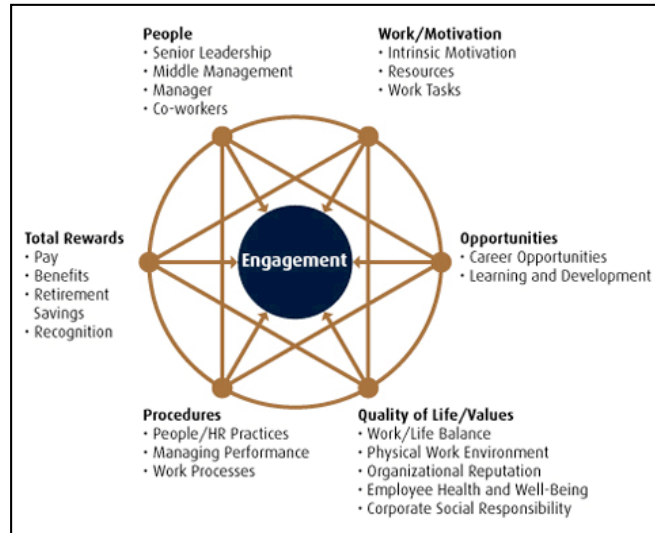 People
• Senior Leadership
• Middle Management
• Manager
• Co-workers
Work/Motivation
• Intrinsic Motivation
• Resources
• Work Tasks
Total Rewards
• Pay
• Benefits
• Retirement
Savings
• Recognition
Engagement
Opportunities
• Career Opportunities
• Learning and Development
Procedures
• People/HR Practices
• Managing Performance
• Work Processes
Quality of Life/Values
• Work/Life Balance
• Physical Work Environment
• Organizational Reputation
• Employee Health and Well-Being
• Corporate Social Responsibility